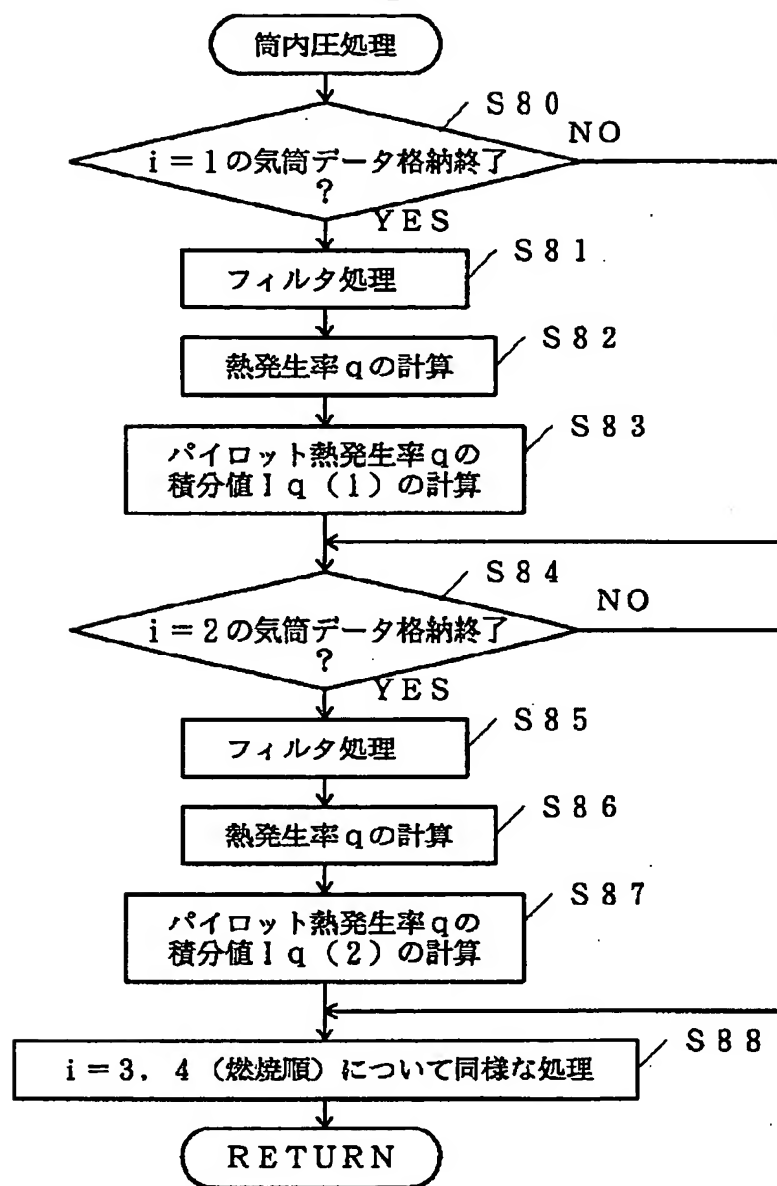 筒内圧処理
S80
NO
i=1の気筒データ格納終了
?
YES
S81
フィルタ処理
S82
熱発生率qの計算
S83
パイロット熱発生率qの
積分値Iq(1)の計算
S84
NO
i=2の気筒データ格納終了
?
YES
S85
フィルタ処理
S86
熱発生率qの計算
S87
パイロット熱発生率qの
積分値Iq(2)の計算
S88
i=3.4(燃焼順)について同様な処理
RETURN